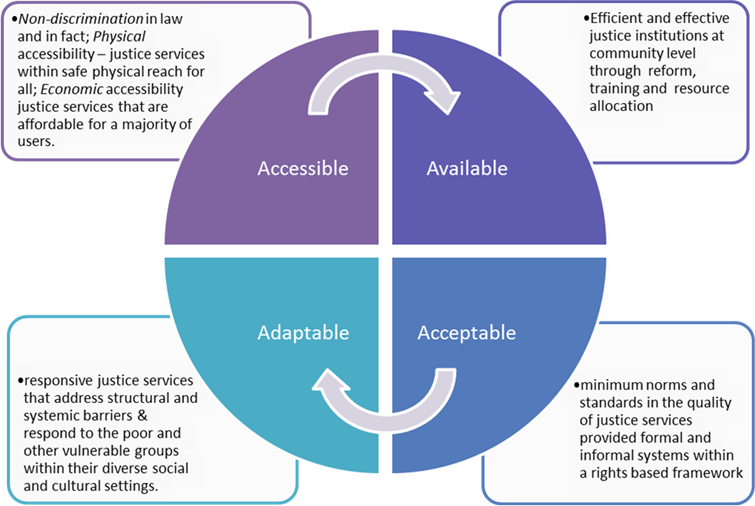 •Non-discrimination in law
and in fact; Physical
accessibility – justice services
within safe physical reach for
all; Economic accessibility
justice services that are
affordable for a majority of
users.
•Efficient and effective
justice institutions at
community level
through reform,
training and resource
allocation
Accessible
Available
Adaptable
Acceptable
•responsive justice services
that address structural and
systemic barriers &
respond to the poor and
other vulnerable groups
within their diverse social
and cultural settings.
•minimum norms and
standards in the quality
of justice services
provided formal and
informal systems within
a rights based framework